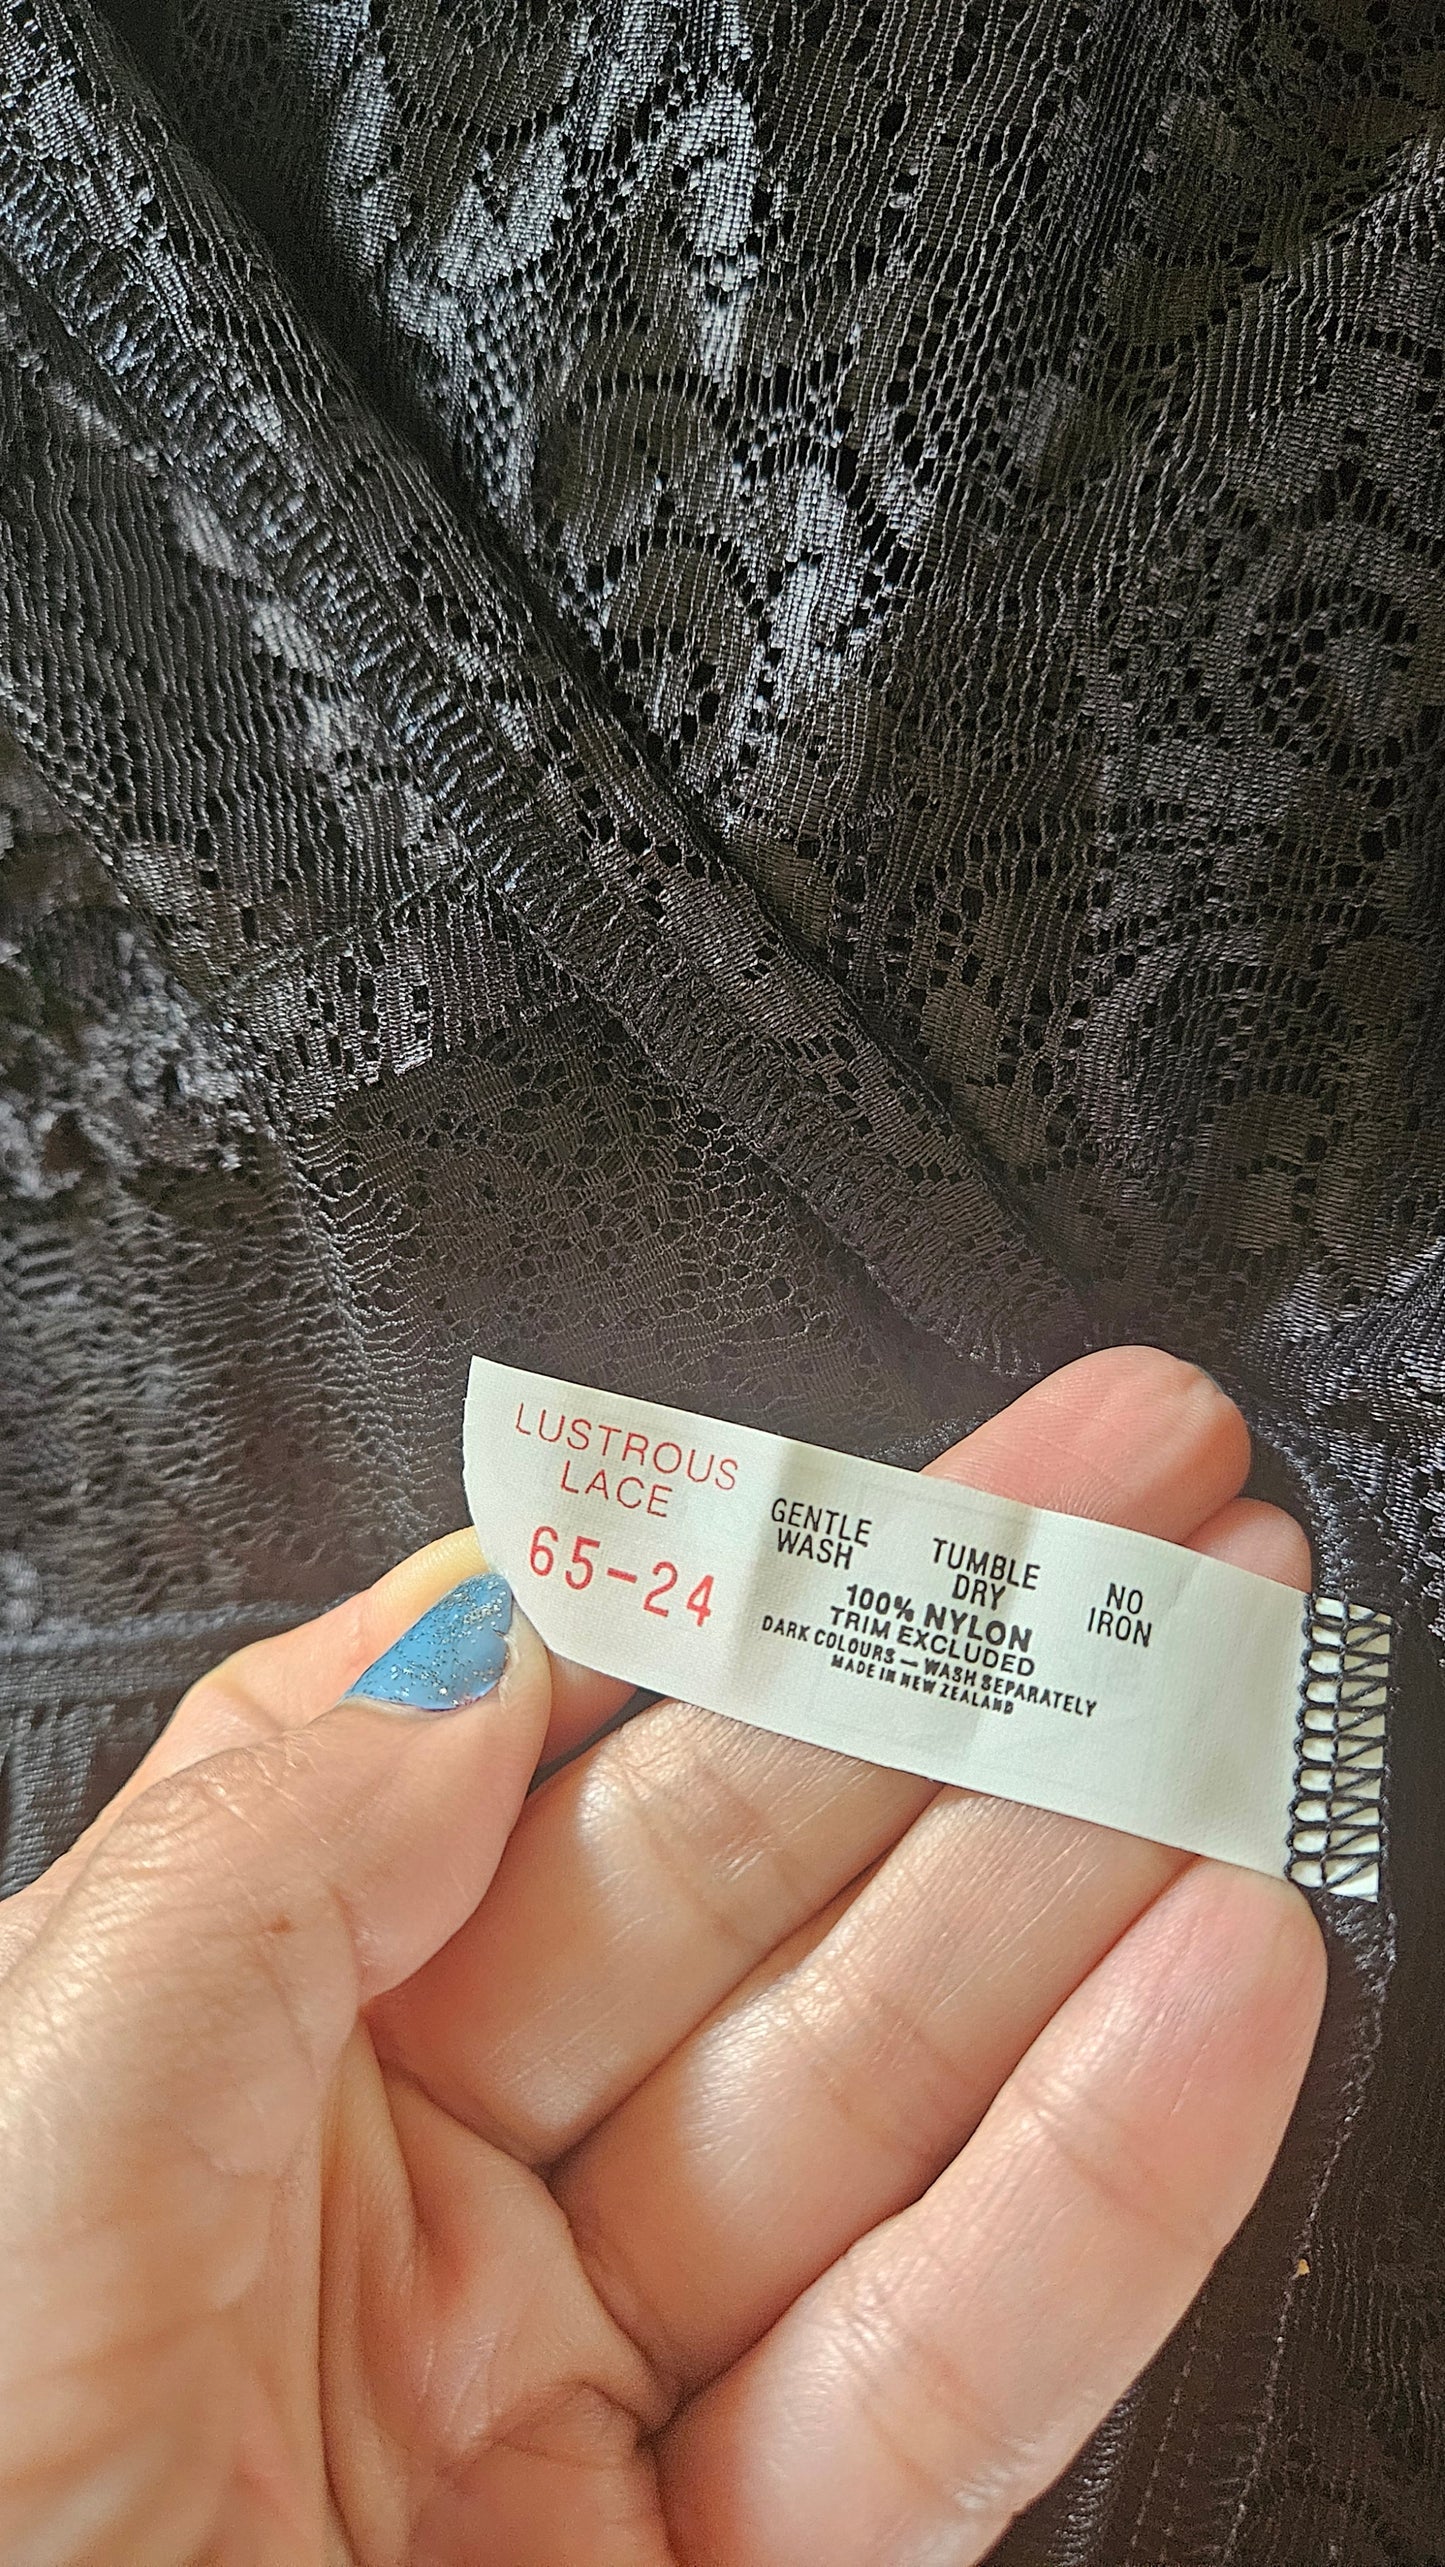 LUSTROUS
LACE
65-24
GENTLE
WASH
TUMBLE
DRY
NO
IRON
100% NYLON
TRIM EXCLUDED
DARK COLOURS — WASH SEPARATELY
MADE IN NEW ZEALAND